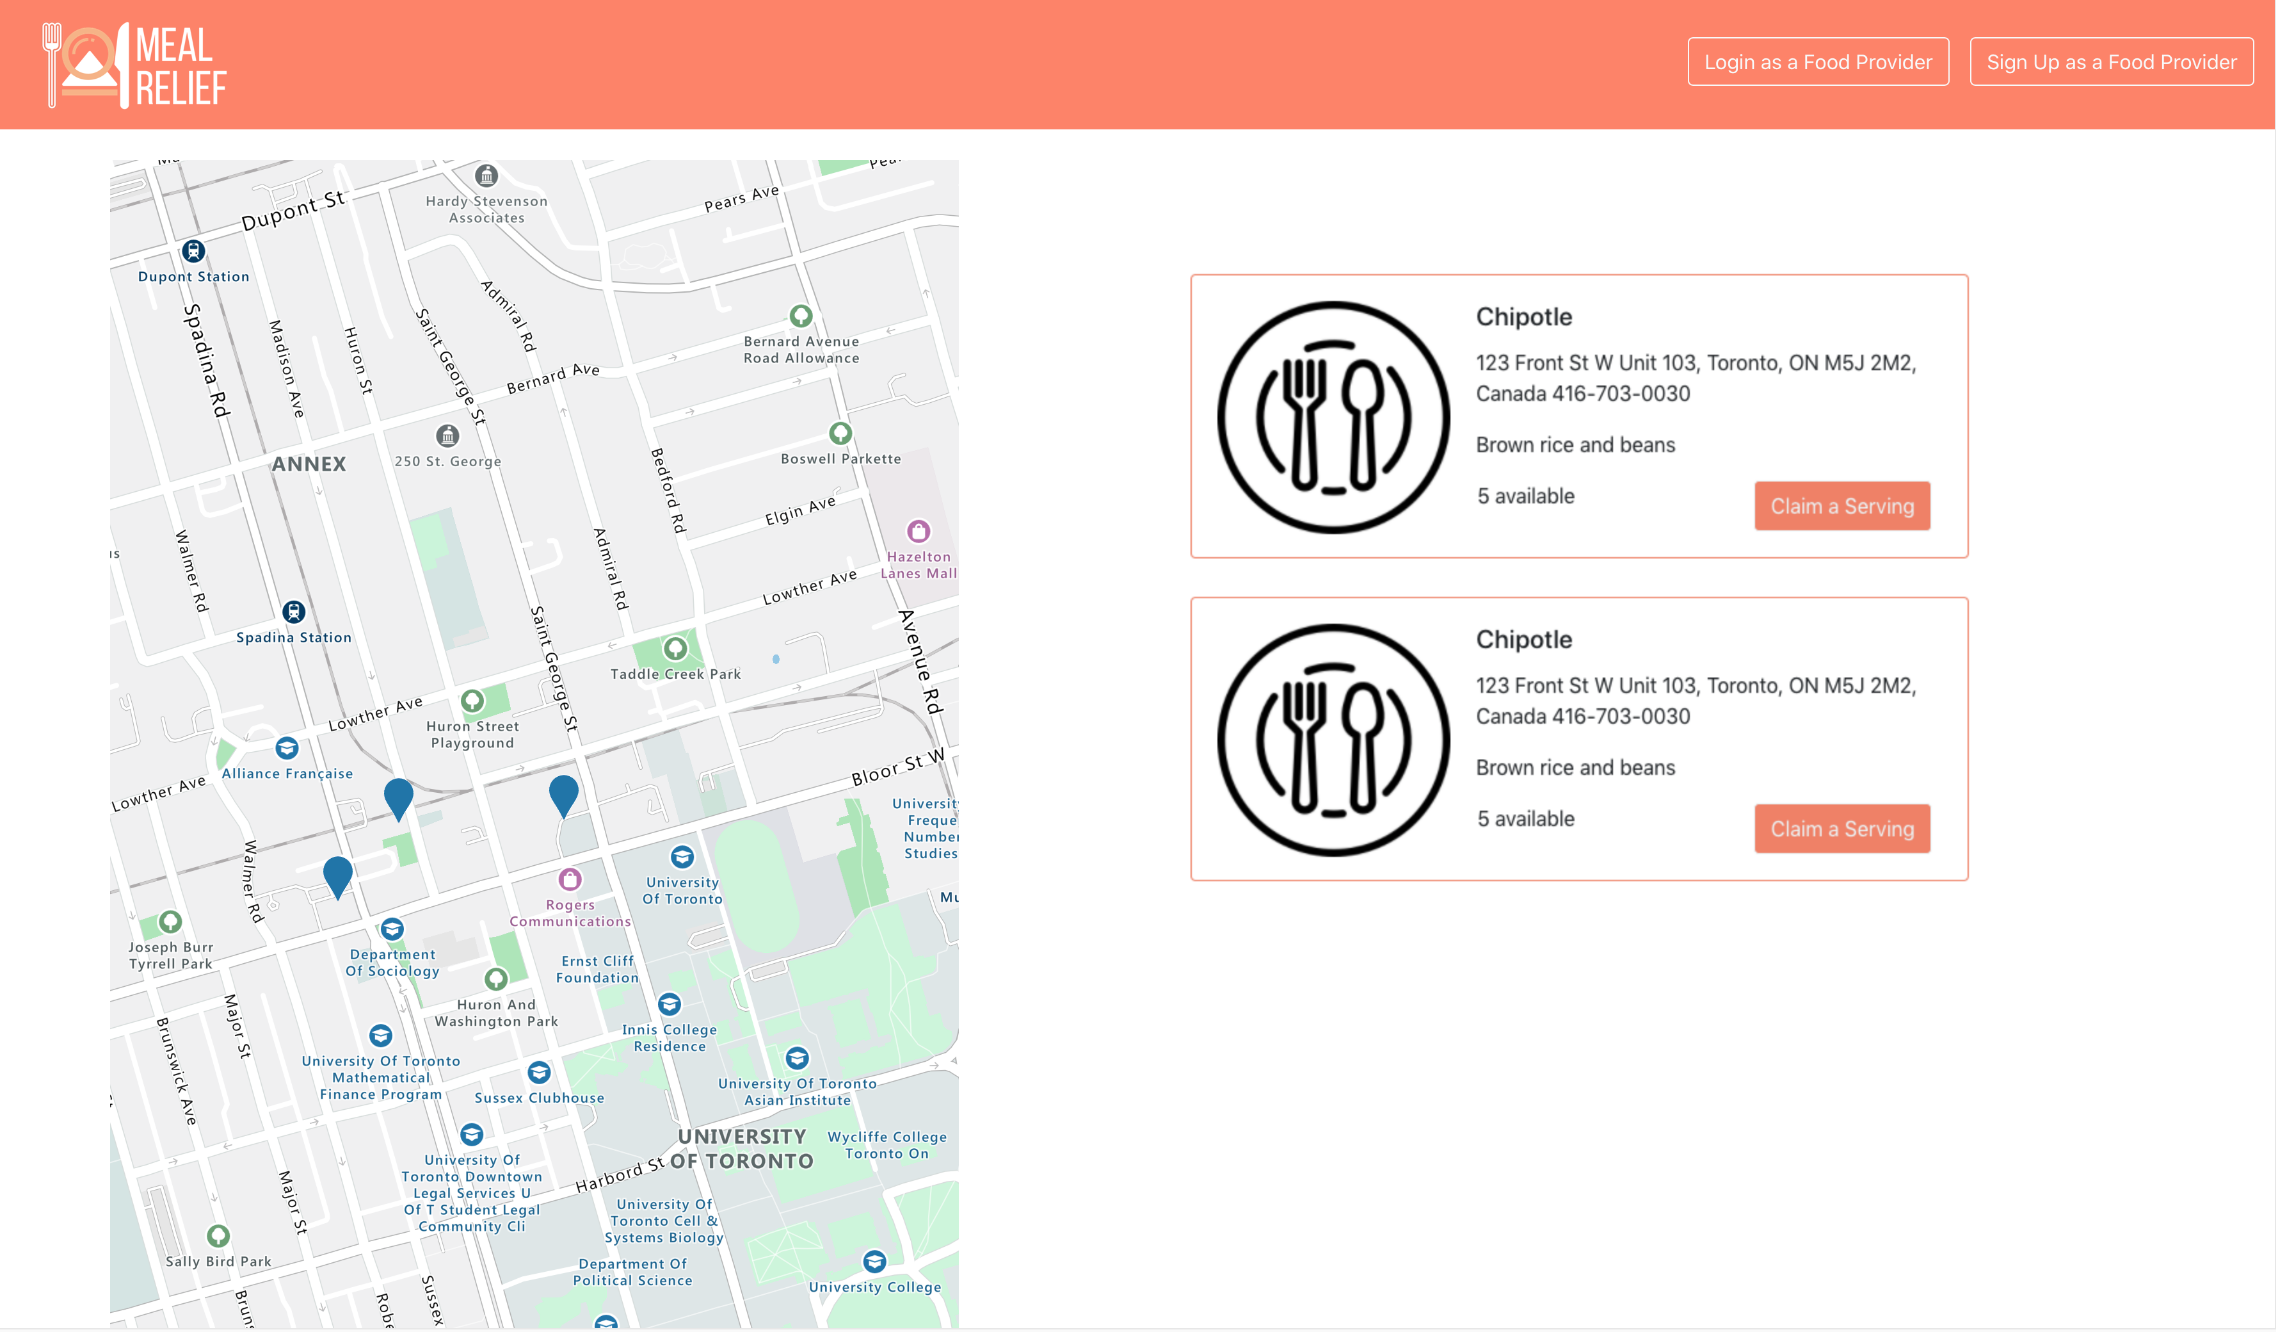 MEAL
RELIEF
Login as a Food Provider
Sign Up as a Food Provider
Dupont St
Hardy Stevenson
Associates
Pears Ave
Dupont Station
Spadina Rd
Madison Ave
Huron St
Saint George St
Admiral Rd
Bernard Ave
Bernard Avenue
Road Allowance
ANNEX
250 St. George
Bedford Rd
Boswell Parkette
Elgin Ave
Walmer Rd
Admiral Rd
Hazelton
Lanes Mall
Lowther Ave
Spadina Station
Saint George St
Avenue Rd
Taddle Creek Park
Lowther Ave
Huron Street
Playground
Alliance Française
Bloor St W
Lowther Ave
Walmer Rd
University
Of Toronto
Rogers
Communications
Joseph Burr
Tyrrell Park
Department
Of Sociology
Ernst Cliff
Foundation
Huron And
Washington Park
Major St
Brunswick Ave
Innis College
Residence
University Of Toronto
Mathematical
Finance Program
Sussex Clubhouse
University Of Toronto
Asian Institute
UNIVERSITY
OF TORONTO
Wycliffe College
Toronto On
University Of
Toronto Downtown
Legal Services U
Of T Student Legal
Community Cli
Harbord St
Major St
University Of
Toronto Cell &
Systems Biology
Sally Bird Park
Department Of
Political Science
University College
Sussex
Chipotle
123 Front St W Unit 103, Toronto, ON M5J 2M2,
Canada 416-703-0030
Brown rice and beans
5 available
Claim a Serving
Chipotle
123 Front St W Unit 103, Toronto, ON M5J 2M2,
Canada 416-703-0030
Brown rice and beans
5 available
Claim a Serving